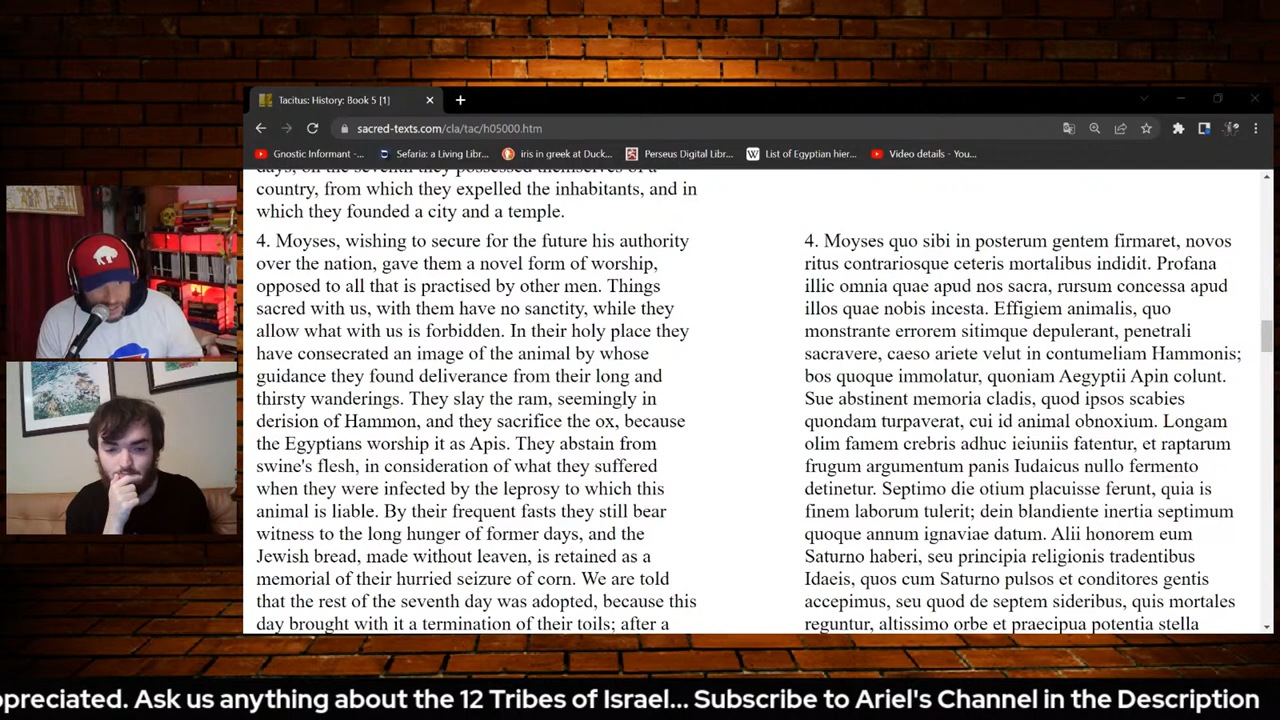 Tacitus: History: Book 5 [1]
sacred-texts.com/cla/tac/h05000.htm
Gnostic Informant -...
Sefaria: a Living Libr...
iris in greek at Duck...
Perseus Digital Libr...
List of Egyptian hier...
Video details - You...
days, on the seventh they possessed themselves of a
country, from which they expelled the inhabitants, and in
which they founded a city and a temple.
4. Moyses, wishing to secure for the future his authority
over the nation, gave them a novel form of worship,
opposed to all that is practised by other men. Things
sacred with us, with them have no sanctity, while they
allow what with us is forbidden. In their holy place they
have consecrated an image of the animal by whose
guidance they found deliverance from their long and
thirsty wanderings. They slay the ram, seemingly in
derision of Hammon, and they sacrifice the ox, because
the Egyptians worship it as Apis. They abstain from
swine's flesh, in consideration of what they suffered
when they were infected by the leprosy to which this
animal is liable. By their frequent fasts they still bear
witness to the long hunger of former days, and the
Jewish bread, made without leaven, is retained as a
memorial of their hurried seizure of corn. We are told
that the rest of the seventh day was adopted, because this
day brought with it a termination of their toils; after a
4. Moyses quo sibi in posterum gentem firmaret, novos
ritus contrariosque ceteris mortalibus indidit. Profana
illic omnia quae apud nos sacra, rursum concessa apud
illos quae nobis incesta. Effigiem animalis, quo
monstrante errorem sitimque depulerant, penetrali
sacravere, caeso ariete velut in contumeliam Hammonis;
bos quoque immolatur, quoniam Aegyptii Apin colunt.
Sue abstinent memoria cladis, quod ipsos scabies
quondam turpaverat, cui id animal obnoxium. Longam
olim famem crebris adhuc ieiuniis fatentur, et raptarum
frugum argumentum panis Iudaicus nullo fermento
detinetur. Septimo die otium placuisse ferunt, quia is
finem laborum tulerit; dein blandiente inertia septimum
quoque annum ignaviae datum. Alii honorem eum
Saturno haberi, seu principia religionis tradentibus
Idaeis, quos cum Saturno pulsos et conditores gentis
accepimus, seu quod de septem sideribus, quis mortales
reguntur, altissimo orbe et praecipua potentia stella
ppreciated. Ask us anything about the 12 Tribes of Israel... Subscribe to Ariel's Channel in the Description